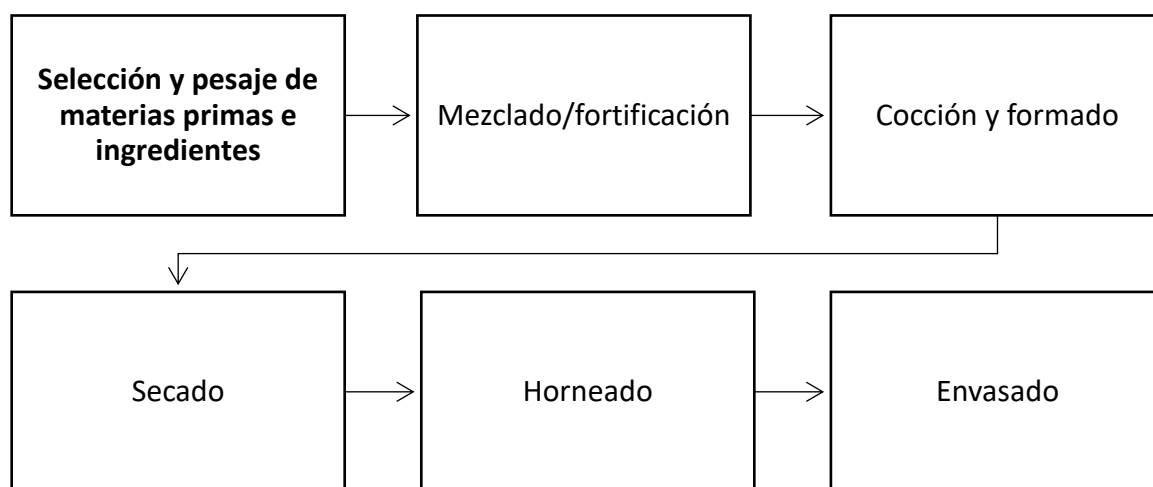 Selección y pesaje de
materias primas e
ingredientes
Mezclado/fortificación
Cocción y formado
Secado
Horneado
Envasado